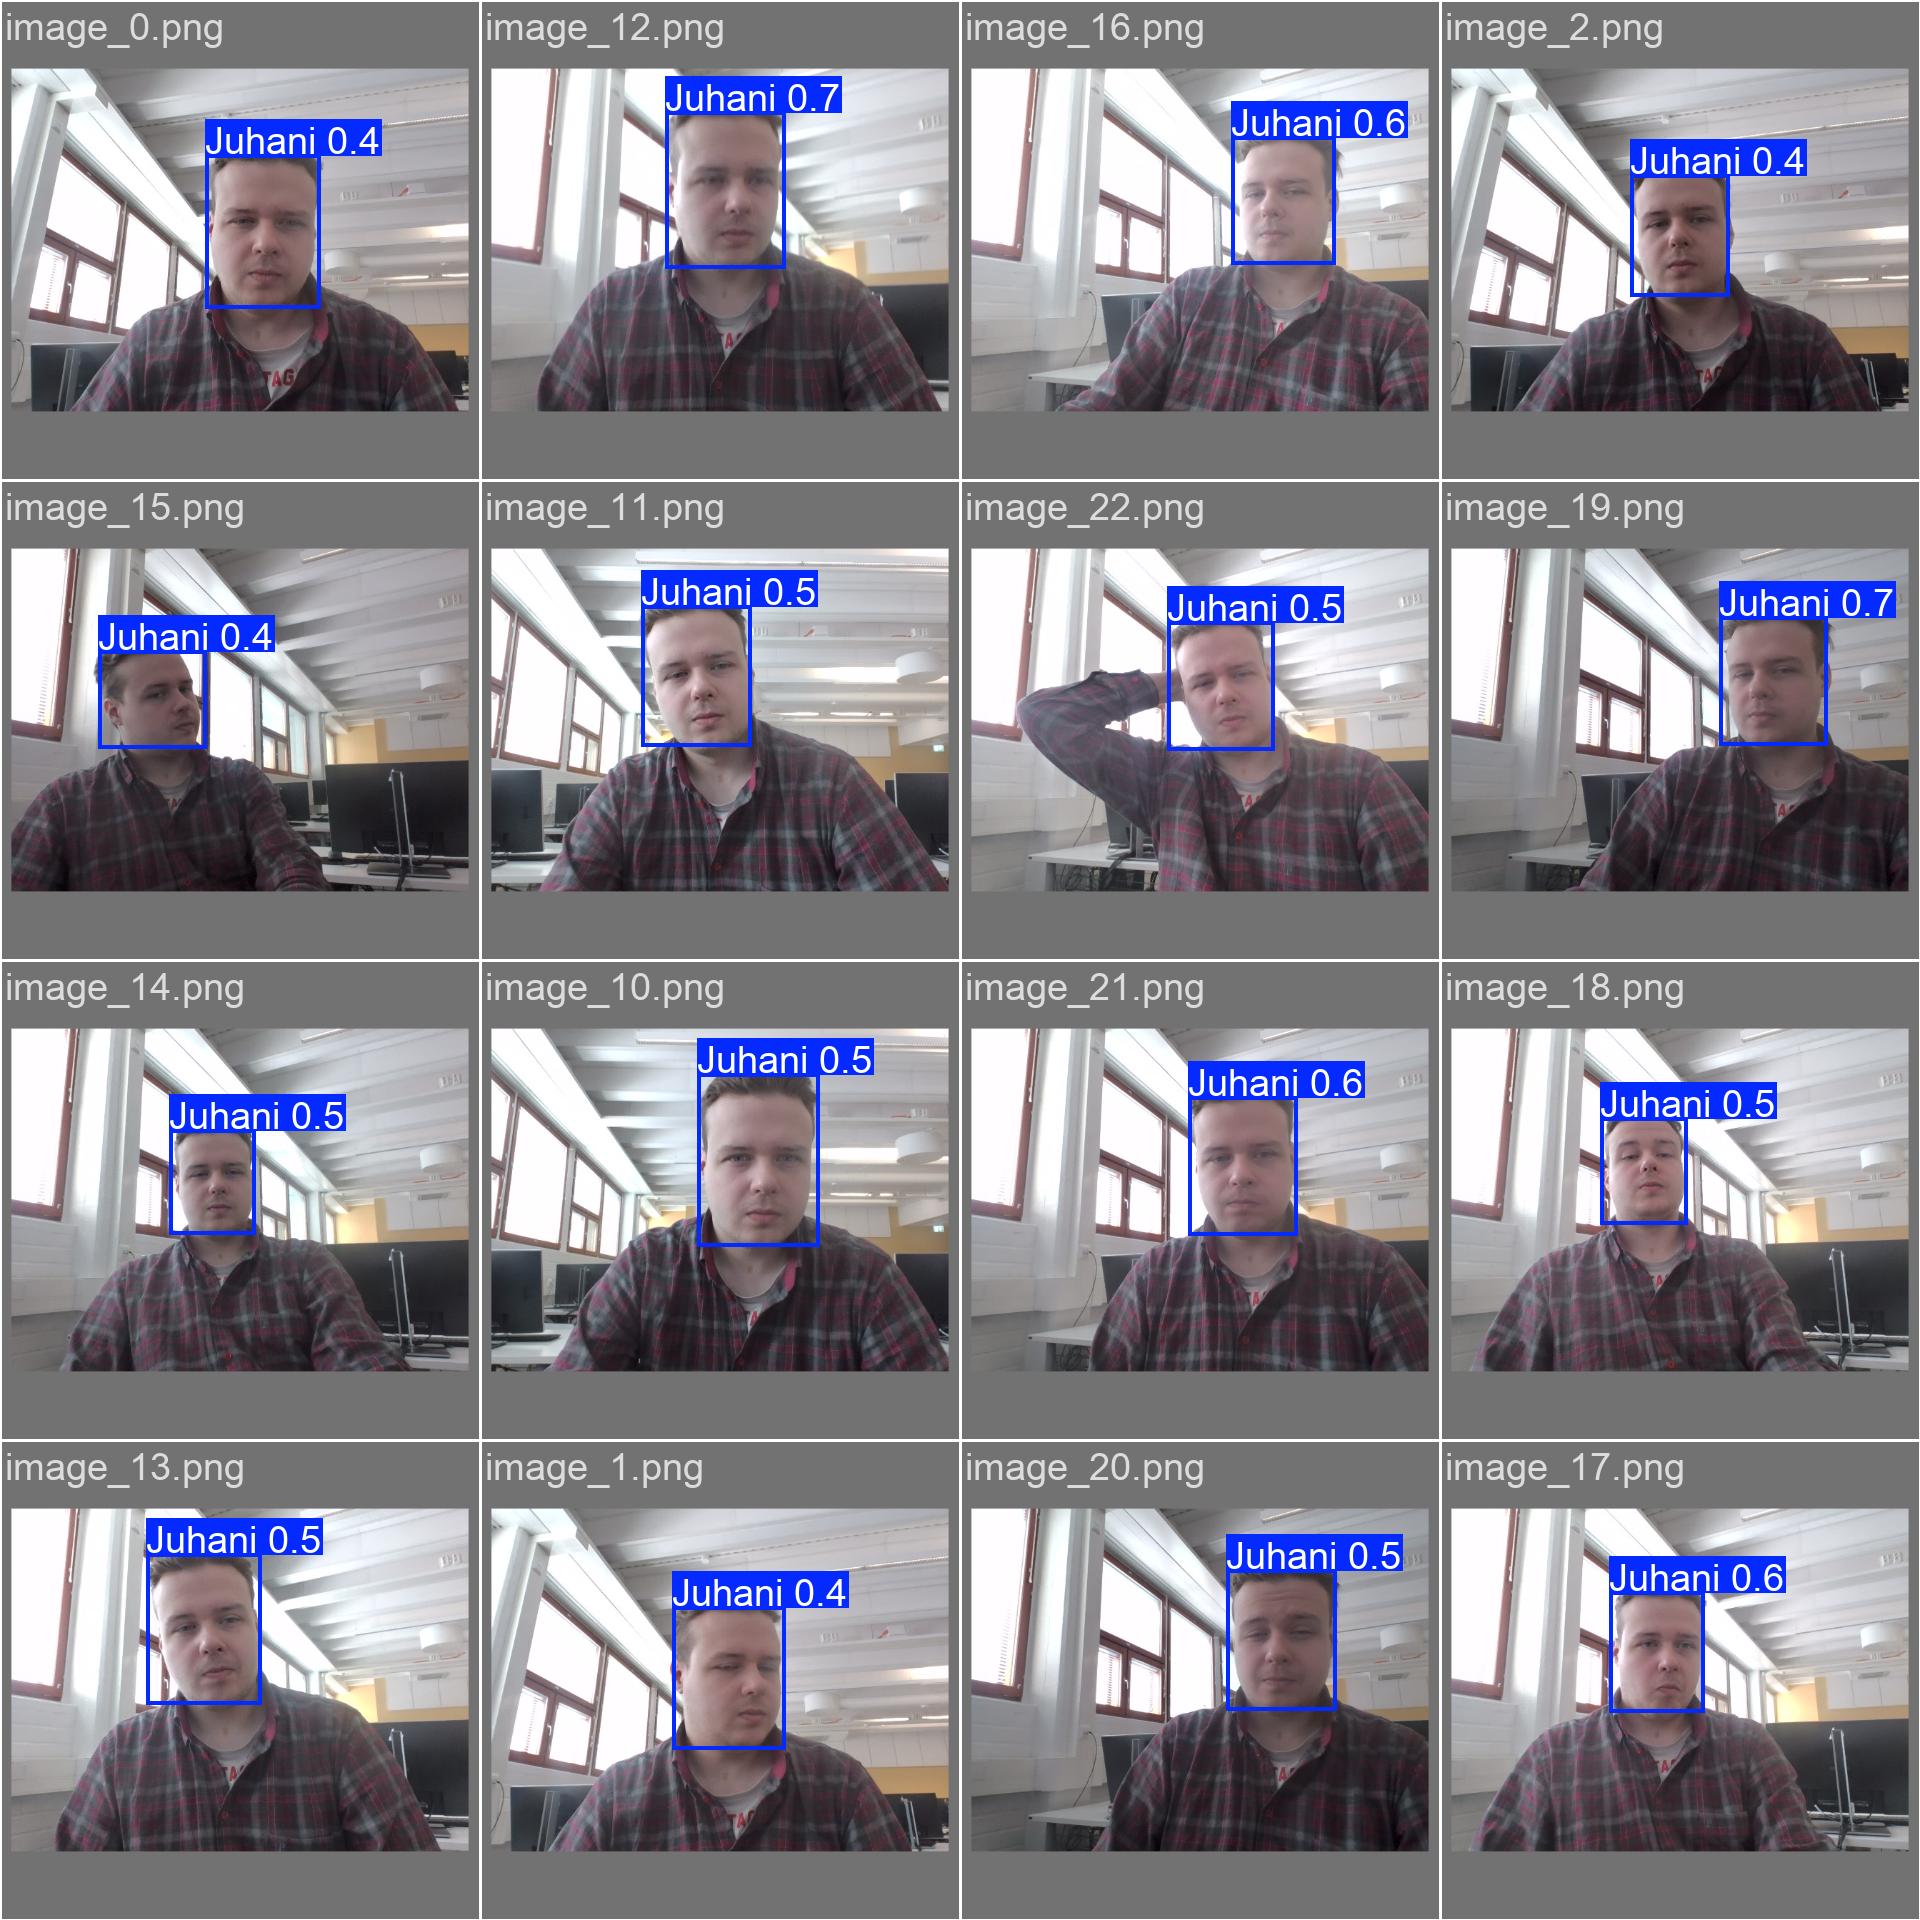 image_0.png
Juhani 0.4
TAG
image_12.png
Juhani 0.7
image_16.png
Juhani 0.6
image_2.png
Juhani 0.4
image_15.png
Juhani 0.4
image_11.png
Juhani 0.5
image_22.png
Juhani 0.5
image_19.png
Juhani 0.7
image_14.png
Juhani 0.5
image_10.png
Juhani 0.5
image_21.png
Juhani 0.6
image_18.png
Juhani 0.5
image_13.png
Juhani 0.5
image_1.png
Juhani 0.4
image_20.png
Juhani 0.5
image_17.png
Juhani 0.6